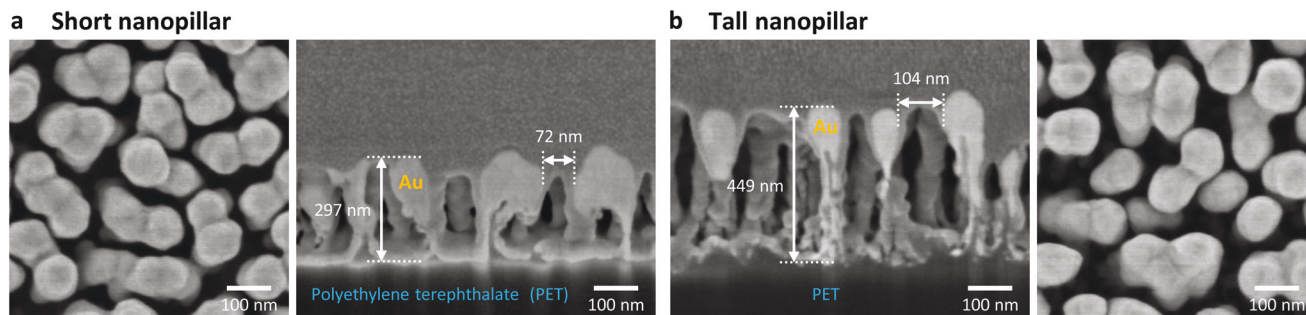 a Short nanopillar
b Tall nanopillar
100 nm
72 nm
Au
297 nm
Polyethylene terephthalate (PET)
100 nm
104 nm
Au
449 nm
PET
100 nm
100 nm